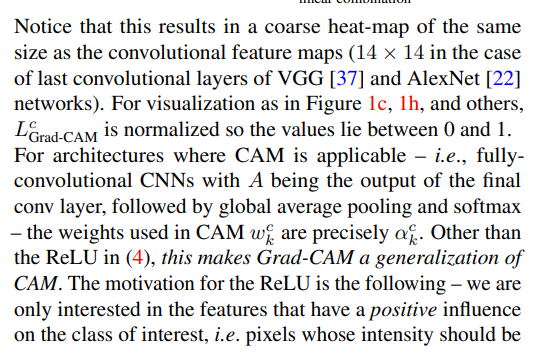 linear combination
Notice that this results in a coarse heat-map of the same
size as the convolutional feature maps (14 × 14 in the case
of last convolutional layers of VGG [37] and AlexNet [22]
networks). For visualization as in Figure 1c, 1h, and others,
L^c_Grad-CAM is normalized so the values lie between 0 and 1.
For architectures where CAM is applicable – i.e., fully-
convolutional CNNs with A being the output of the final
conv layer, followed by global average pooling and softmax
– the weights used in CAM w^c_k are precisely α^c_k. Other than
the ReLU in (4), this makes Grad-CAM a generalization of
CAM. The motivation for the ReLU is the following – we are
only interested in the features that have a positive influence
on the class of interest, i.e. pixels whose intensity should be